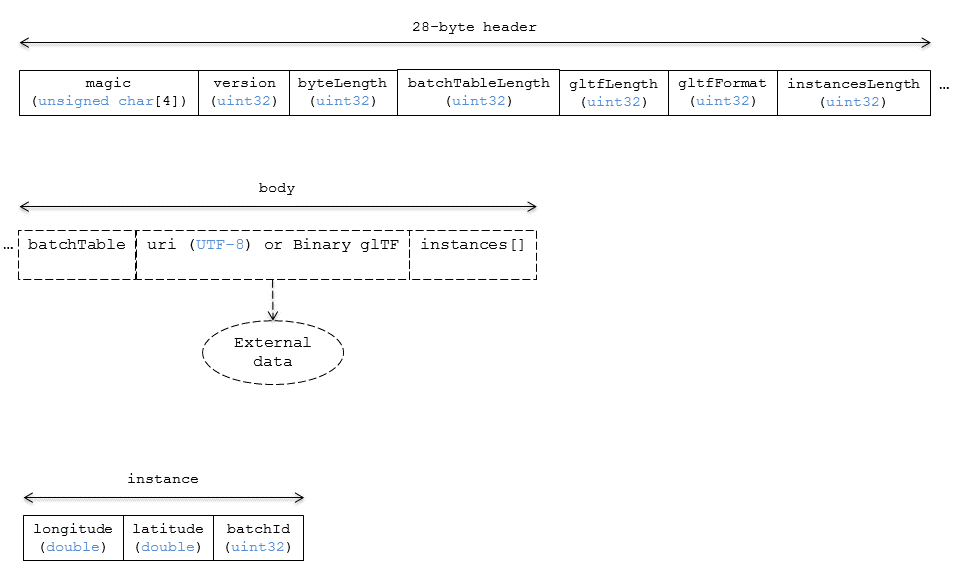 28-byte header
magic version byteLength batchTableLength gltfLength gltfFormat instancesLength …
(unsigned char[4]) (uint32) (uint32) (uint32) (uint32) (uint32) (uint32)
body
… batchTable uri (UTF-8) or Binary glTF instances[]
External
data
instance
longitude latitude batchId
(double) (double) (uint32)